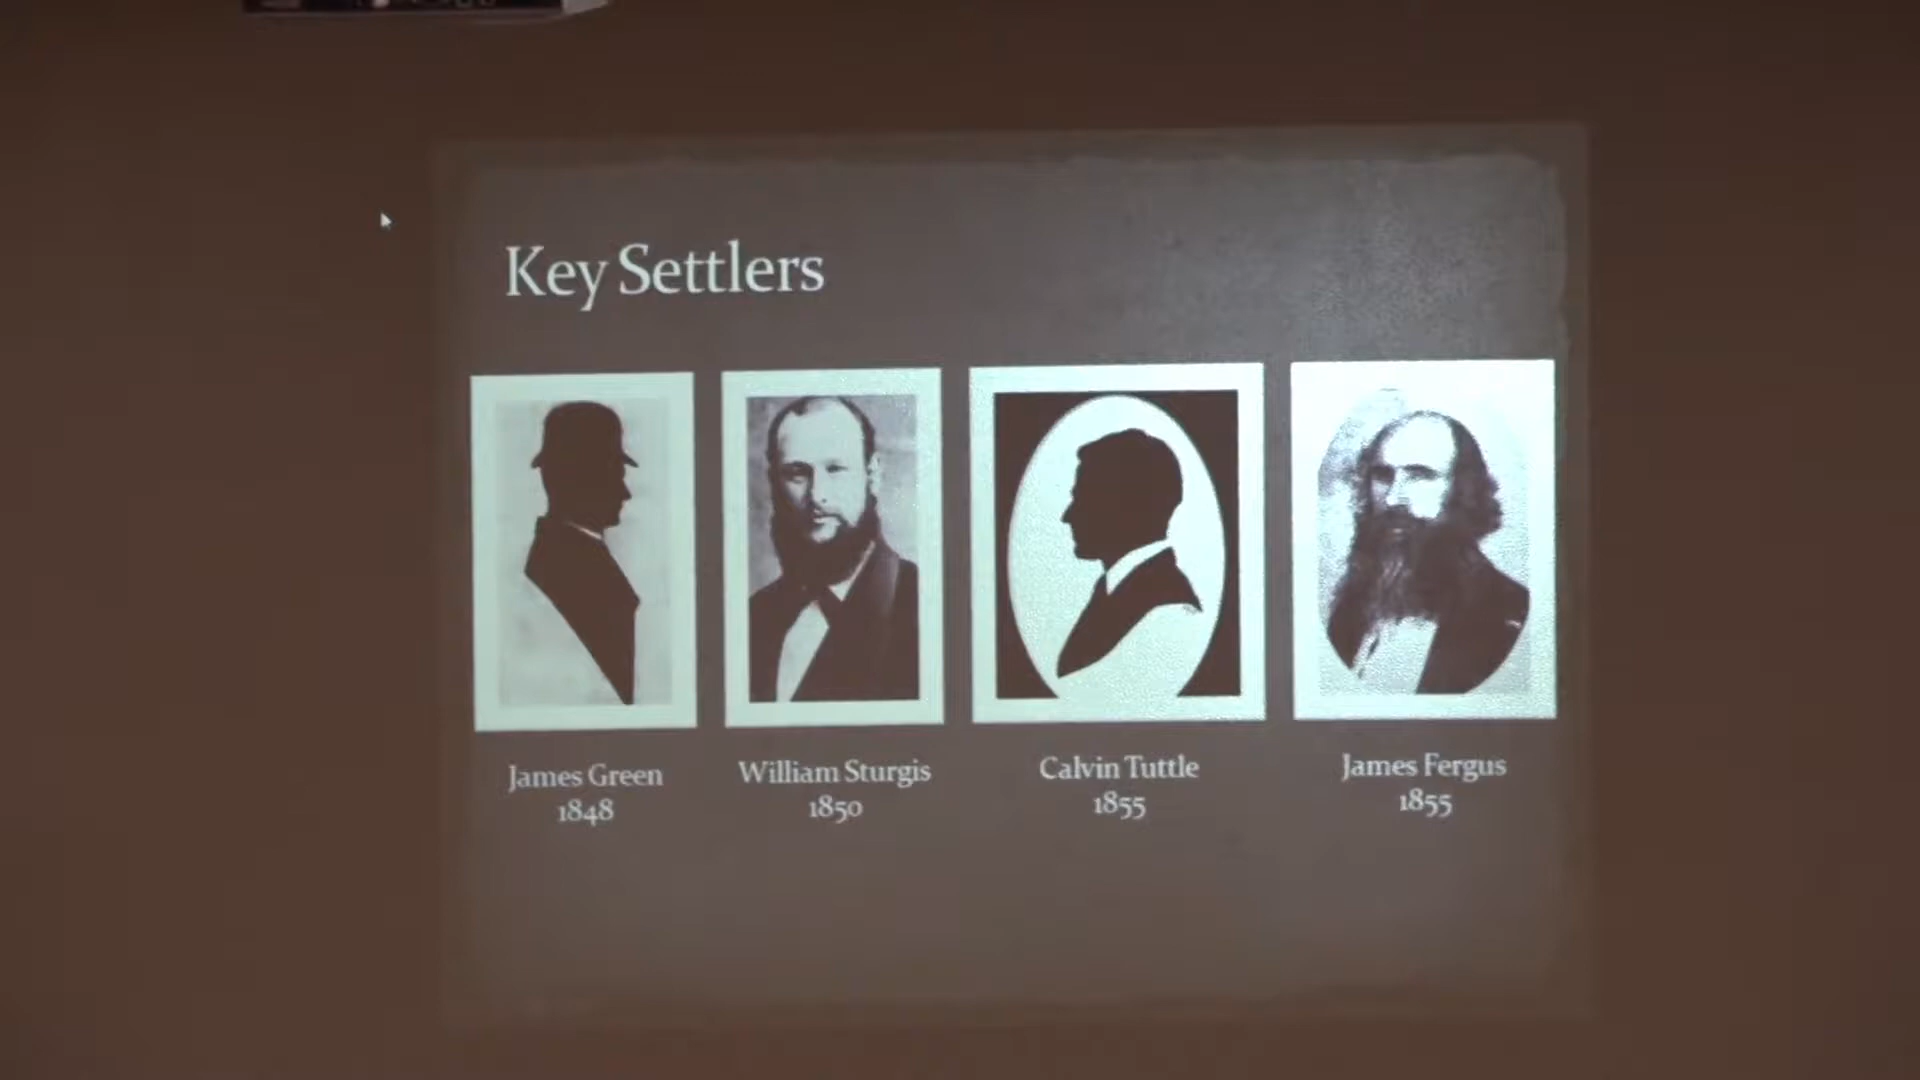 Key Settlers
James Green
1848
William Sturgis
1850
Calvin Tuttle
1855
James Fergus
1855